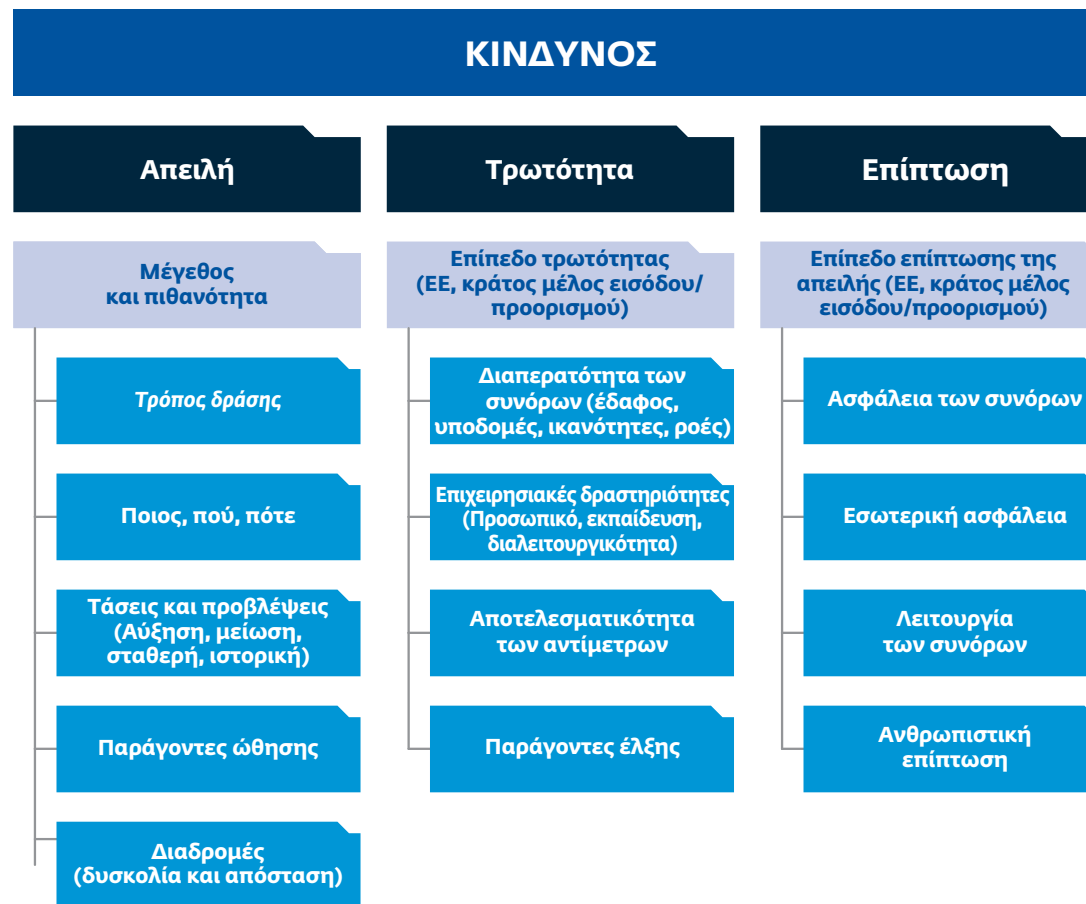 ΚΙΝΔΥΝΟΣ
Απειλή
Μέγεθος
και πιθανότητα
Τρόπος δράσης
Ποιος, πού, πότε
Τάσεις και προβλέψεις
(Αύξηση, μείωση,
σταθερή, ιστορική)
Παράγοντες ώθησης
Διαδρομές
(δυσκολία και απόσταση)
Τρωτότητα
Επίπεδο τρωτότητας
(ΕΕ, κράτος μέλος εισόδου/
προορισμού)
Διαπερατότητα των
συνόρων (έδαφος,
υποδομές, ικανότητες, ροές)
Επιχειρησιακές δραστηριότητες
(Προσωπικό, εκπαίδευση,
διαλειτουργικότητα)
Αποτελεσματικότητα
των αντίμετρων
Παράγοντες έλξης
Επίπτωση
Επίπεδο επίπτωσης της
απειλής (ΕΕ, κράτος μέλος
εισόδου/προορισμού)
Ασφάλεια των συνόρων
Εσωτερική ασφάλεια
Λειτουργία
των συνόρων
Ανθρωπιστική
επίπτωση